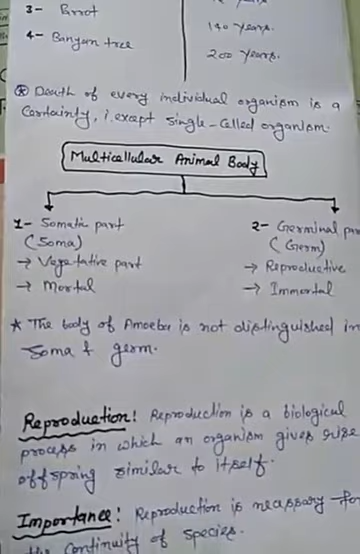 3- Parrot
140 Years.
4- Banyan tree
200 Years.
Death of every individual organism is a
Certainty, i.except single-celled organism.
Multicellular Animal Body
1- Somatic part
(Soma)
→ Vegetative part
→ Mortal
2- Germinal par
(Germ)
→ Reproductive
→ Immortal
* The body of Amoeba is not distinguished in
Soma & germ.
Reproduction! Reproduction is a biological
process in which an organism gives rise
offspring similar to itself.
Importance! Reproduction is neassary for
the continuity of species.